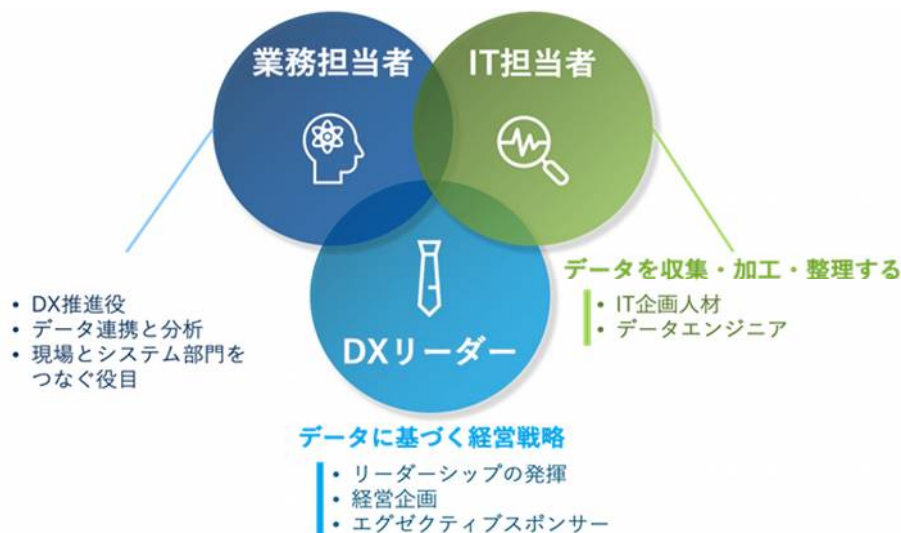 業務担当者
IT担当者
DXリーダー
• DX推進役
• データ連携と分析
• 現場とシステム部門を
つなぐ役目
データを収集・加工・整理する
• IT企画人材
• データエンジニア
データに基づく経営戦略
• リーダーシップの発揮
• 経営企画
• エグゼクティブスポンサー